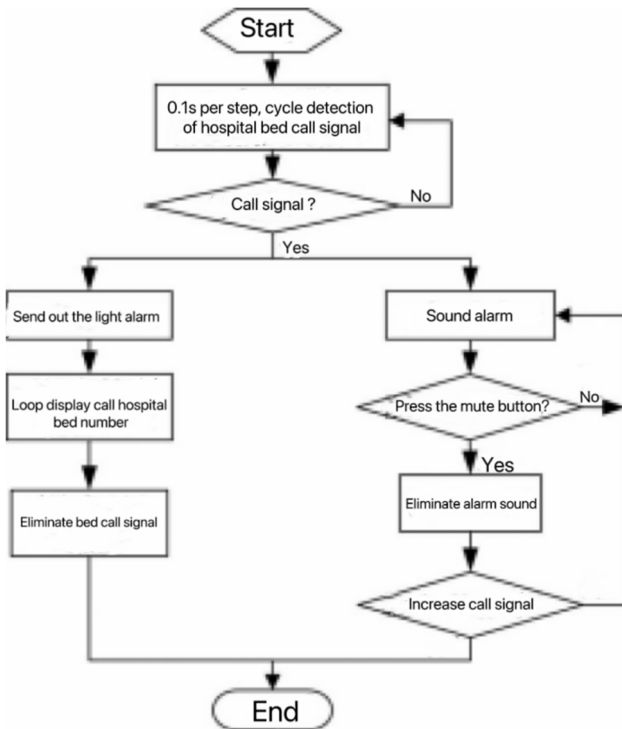 Start
0.1s per step, cycle detection
of hospital bed call signal
Call signal ?
No
Yes
Send out the light alarm
Sound alarm
Loop display call hospital
bed number
Press the mute button?
No
Yes
Eliminate bed call signal
Eliminate alarm sound
Increase call signal
End